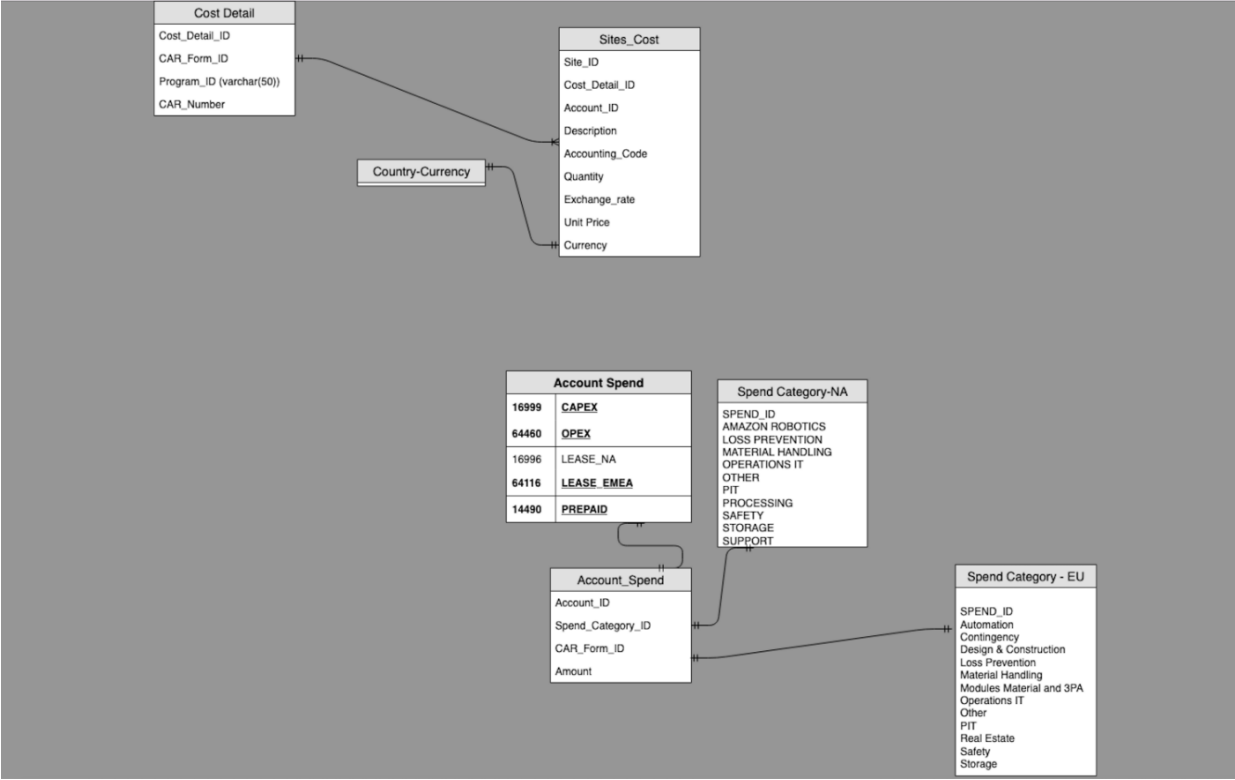 Cost Detail
Cost_Detail_ID
CAR_Form_ID
Program_ID (varchar(50))
CAR_Number
Sites_Cost
Site_ID
Cost_Detail_ID
Account_ID
Description
Accounting_Code
Quantity
Exchange_rate
Unit Price
Currency
Country-Currency
Account Spend
16999 CAPEX
64460 OPEX
16996 LEASE_NA
64116 LEASE_EMEA
14490 PREPAID
Spend Category-NA
SPEND_ID
AMAZON ROBOTICS
LOSS PREVENTION
MATERIAL HANDLING
OPERATIONS IT
OTHER
PIT
PROCESSING
SAFETY
STORAGE
SUPPORT
Account_Spend
Account_ID
Spend_Category_ID
CAR_Form_ID
Amount
Spend Category - EU
SPEND_ID
Automation
Contingency
Design & Construction
Loss Prevention
Material Handling
Modules Material and 3PA
Operations IT
Other
PIT
Real Estate
Safety
Storage